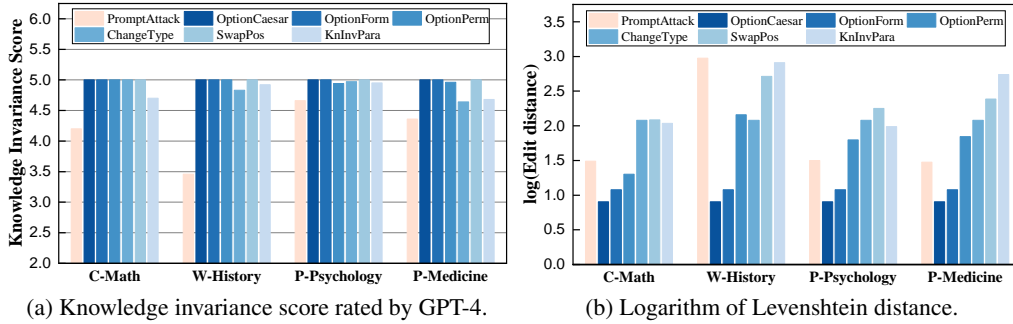 6.0
5.5
5.0
4.5
4.0
3.5
3.0
2.5
2.0
Knowledge Invariance Score
PromptAttack OptionCaesar OptionForm OptionPerm
ChangeType SwapPos KnInvPara
C-Math W-History P-Psychology P-Medicine
(a) Knowledge invariance score rated by GPT-4.
3.5
3.0
2.5
2.0
1.5
1.0
0.5
0.0
log(Edit distance)
PromptAttack OptionCaesar OptionForm OptionPerm
ChangeType SwapPos KnInvPara
C-Math W-History P-Psychology P-Medicine
(b) Logarithm of Levenshtein distance.